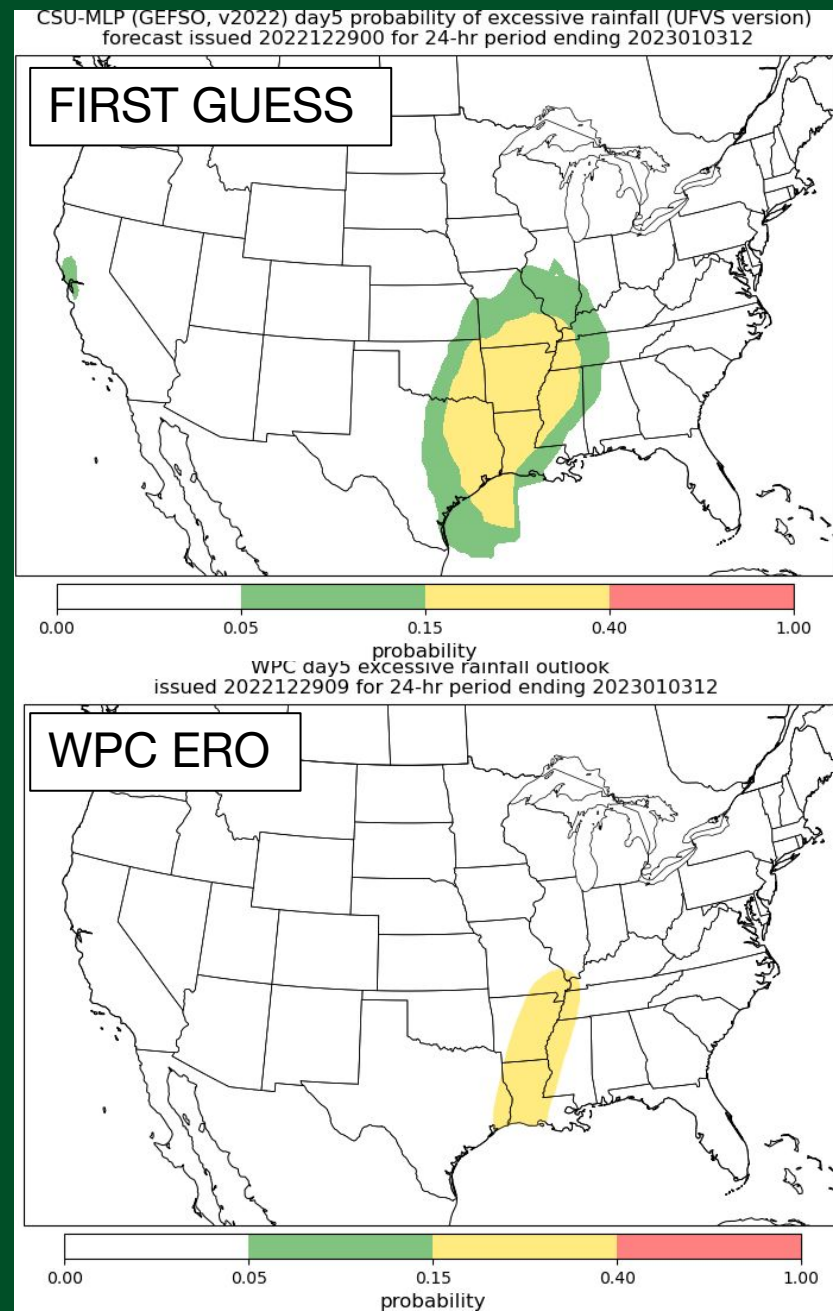 CSU-MLP (GEFSO, v2022) day5 probability of excessive rainfall (UFVS version)
forecast issued 2022122900 for 24-hr period ending 2023010312
FIRST GUESS
0.00 0.05 0.15 0.40 1.00
probability
WPC day5 excessive rainfall outlook
issued 2022122909 for 24-hr period ending 2023010312
WPC ERO
0.00 0.05 0.15 0.40 1.00
probability